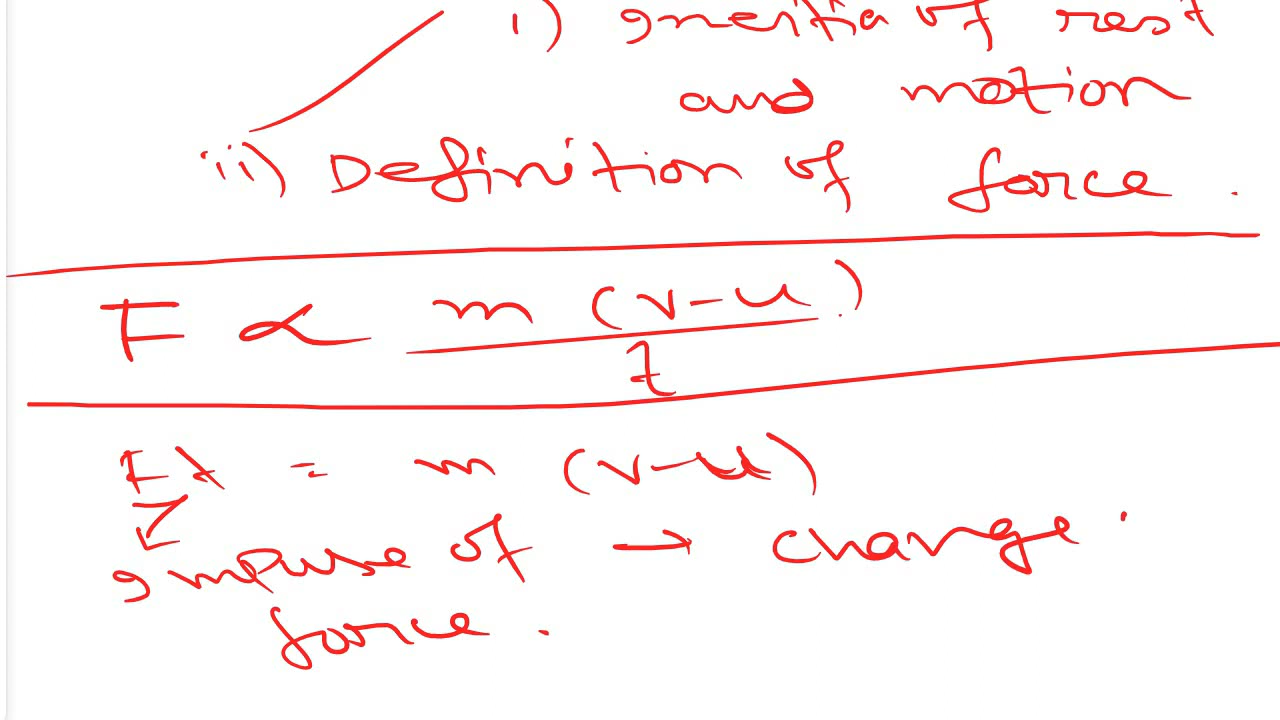 i) Inertia of rest
and motion
ii) Definition of force.
F ∝ m (v-u)
t
Ft = m (v-u)
Impulse of → change.
force.